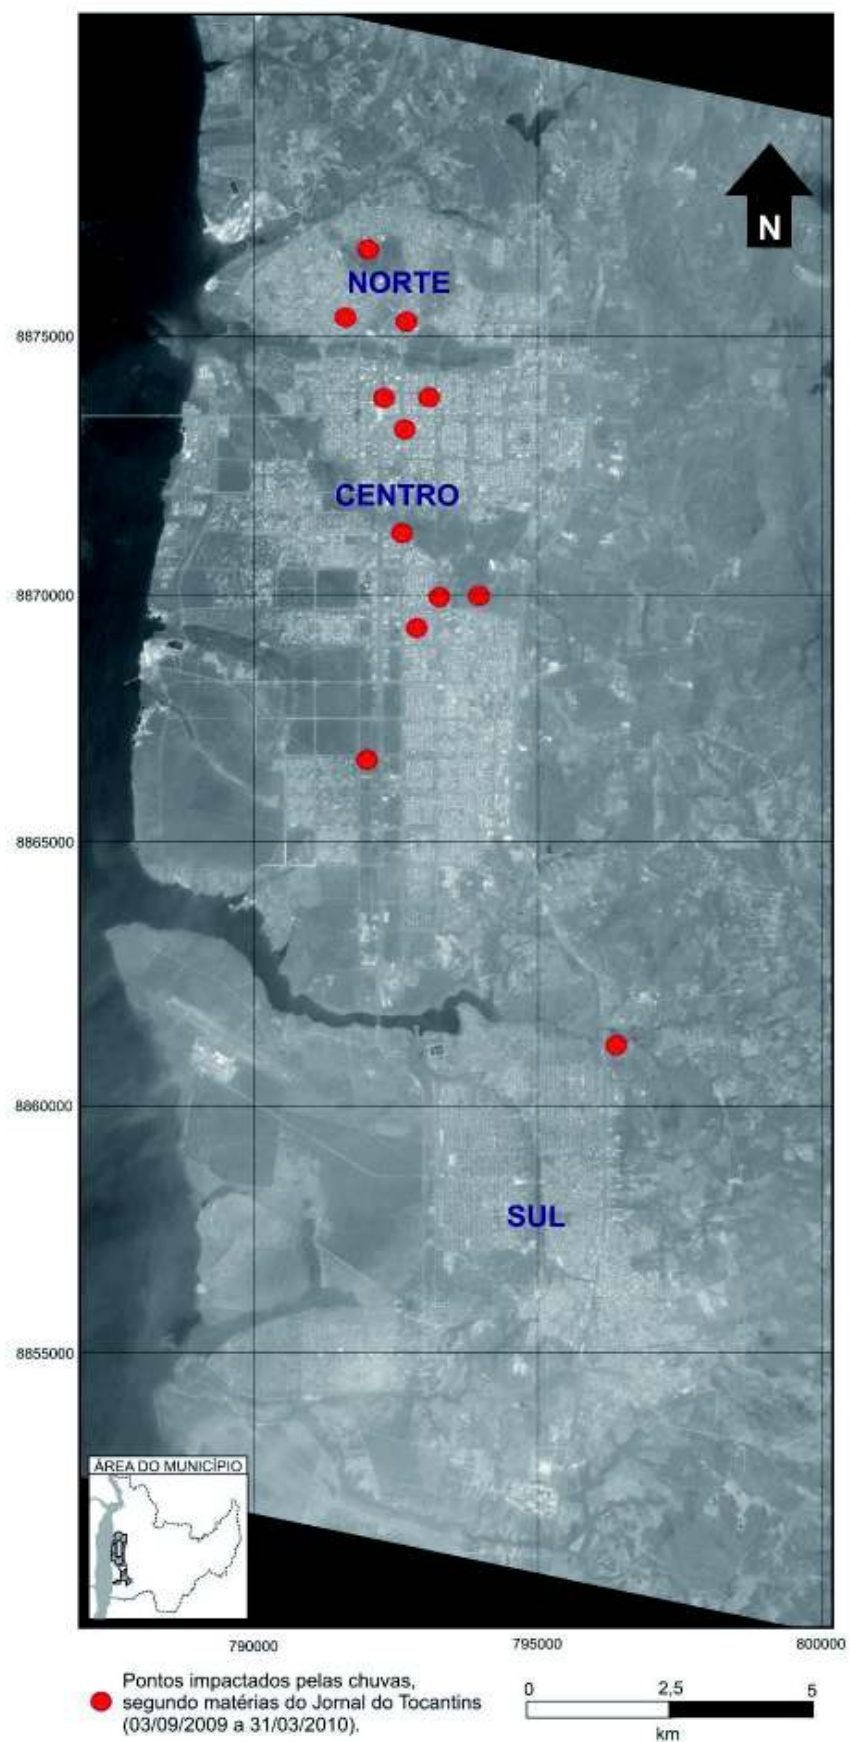 N
NORTE
8875000
CENTRO
8870000
8865000
8860000
SUL
8855000
ÁREA DO MUNICÍPIO
790000
795000
800000
Pontos impactados pelas chuvas,
segundo matérias do Jornal do Tocantins
(03/09/2009 a 31/03/2010).
0
2,5
5
km